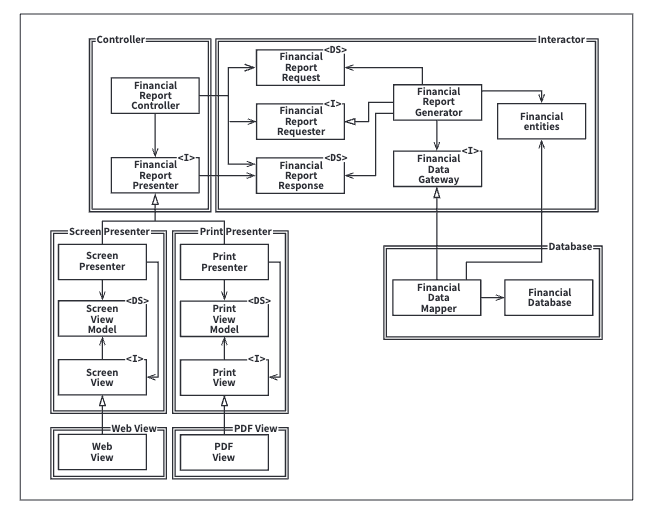 Controller
Interactor
Financial
Report
Controller
<I>
Financial
Report
Presenter
<DS>
Financial
Report
Request
<I>
Financial
Report
Requester
<DS>
Financial
Report
Response
Financial
Report
Generator
Financial
entities
<I>
Financial
Data
Gateway
Screen Presenter
Screen
Presenter
<DS>
Screen
View
Model
<I>
Screen
View
Print Presenter
Print
Presenter
<DS>
Print
View
Model
<I>
Print
View
Database
Financial
Data
Mapper
Financial
Database
Web View
Web
View
PDF View
PDF
View